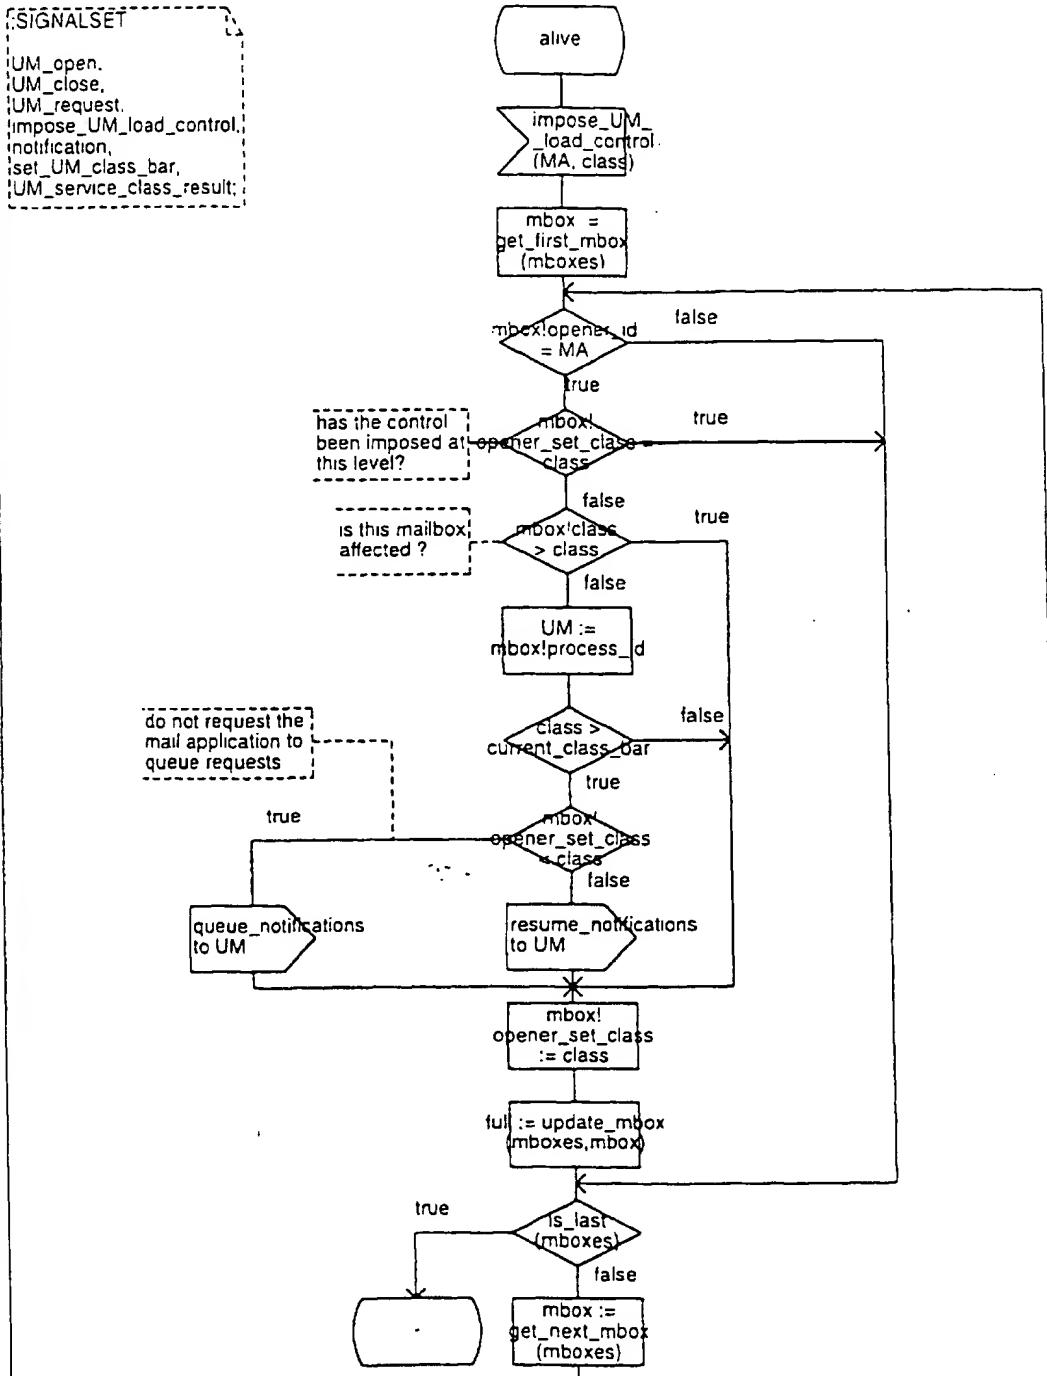 ;SIGNALSET
UM_open,
UM_close,
UM_request,
impose_UM_load_control,
notification,
set_UM_class_bar,
UM_service_class_result;
alive
impose_UM_
_load_control
(MA, class)
mbox =
get_first_mbox
(mboxes)
mbox!opener_id
= MA
false
true
has the control
been imposed at
this level?
mbox!
opener_set_class =
class
true
false
is this mailbox
affected ?
mbox!class
> class
true
false
UM :=
mbox!process_id
do not request the
mail application to
queue requests
class >
current_class_bar
false
true
mbox!
opener_set_class
< class
true
false
queue_notifications
to UM
resume_notifications
to UM
mbox!
opener_set_class
:= class
full := update_mbox
(mboxes,mbox)
is_last
(mboxes)
true
false
-
mbox :=
get_next_mbox
(mboxes)